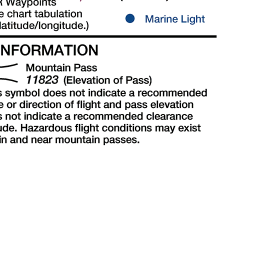 Waypoints
chart tabulation
latitude/longitude.)
Marine Light
INFORMATION
Mountain Pass
11823 (Elevation of Pass)
symbol does not indicate a recommended
or direction of flight and pass elevation
not indicate a recommended clearance
Hazardous flight conditions may exist
in and near mountain passes.